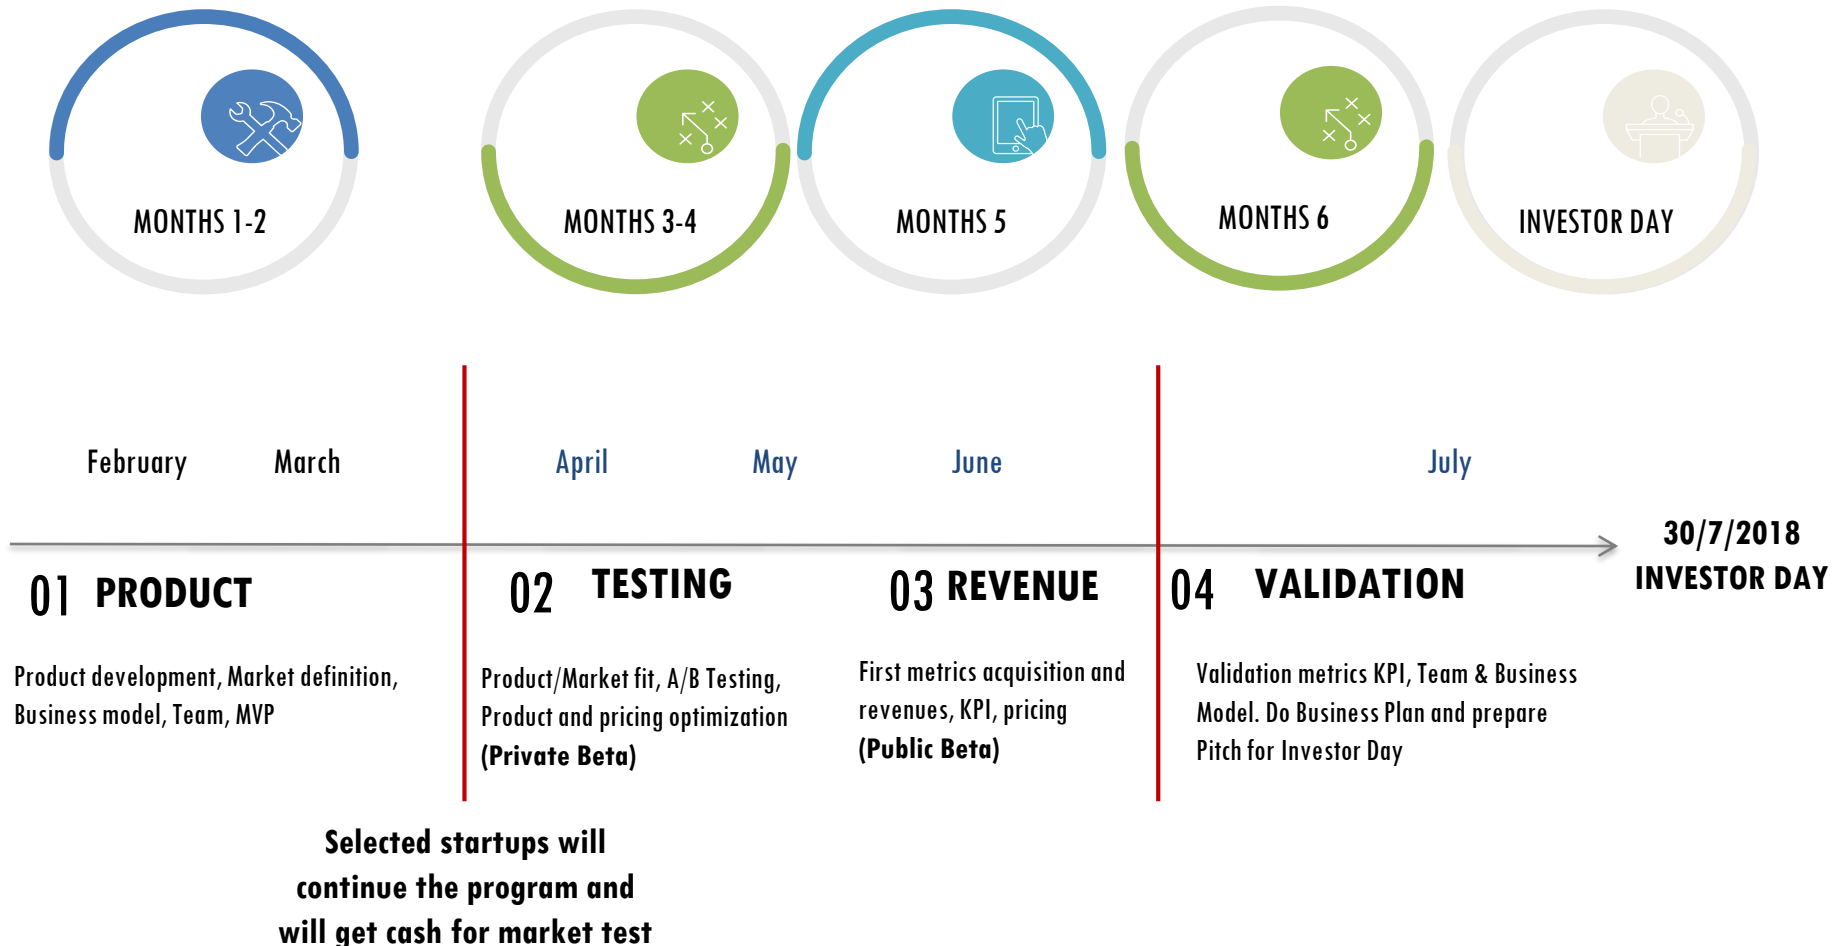 MONTHS 1-2
MONTHS 3-4
MONTHS 5
MONTHS 6
INVESTOR DAY
February
March
April
May
June
July
30/7/2018
INVESTOR DAY
01 PRODUCT
Product development, Market definition,
Business model, Team, MVP
02 TESTING
Product/Market fit, A/B Testing,
Product and pricing optimization
(Private Beta)
03 REVENUE
First metrics acquisition and
revenues, KPI, pricing
(Public Beta)
04 VALIDATION
Validation metrics KPI, Team & Business
Model. Do Business Plan and prepare
Pitch for Investor Day
Selected startups will
continue the program and
will get cash for market test